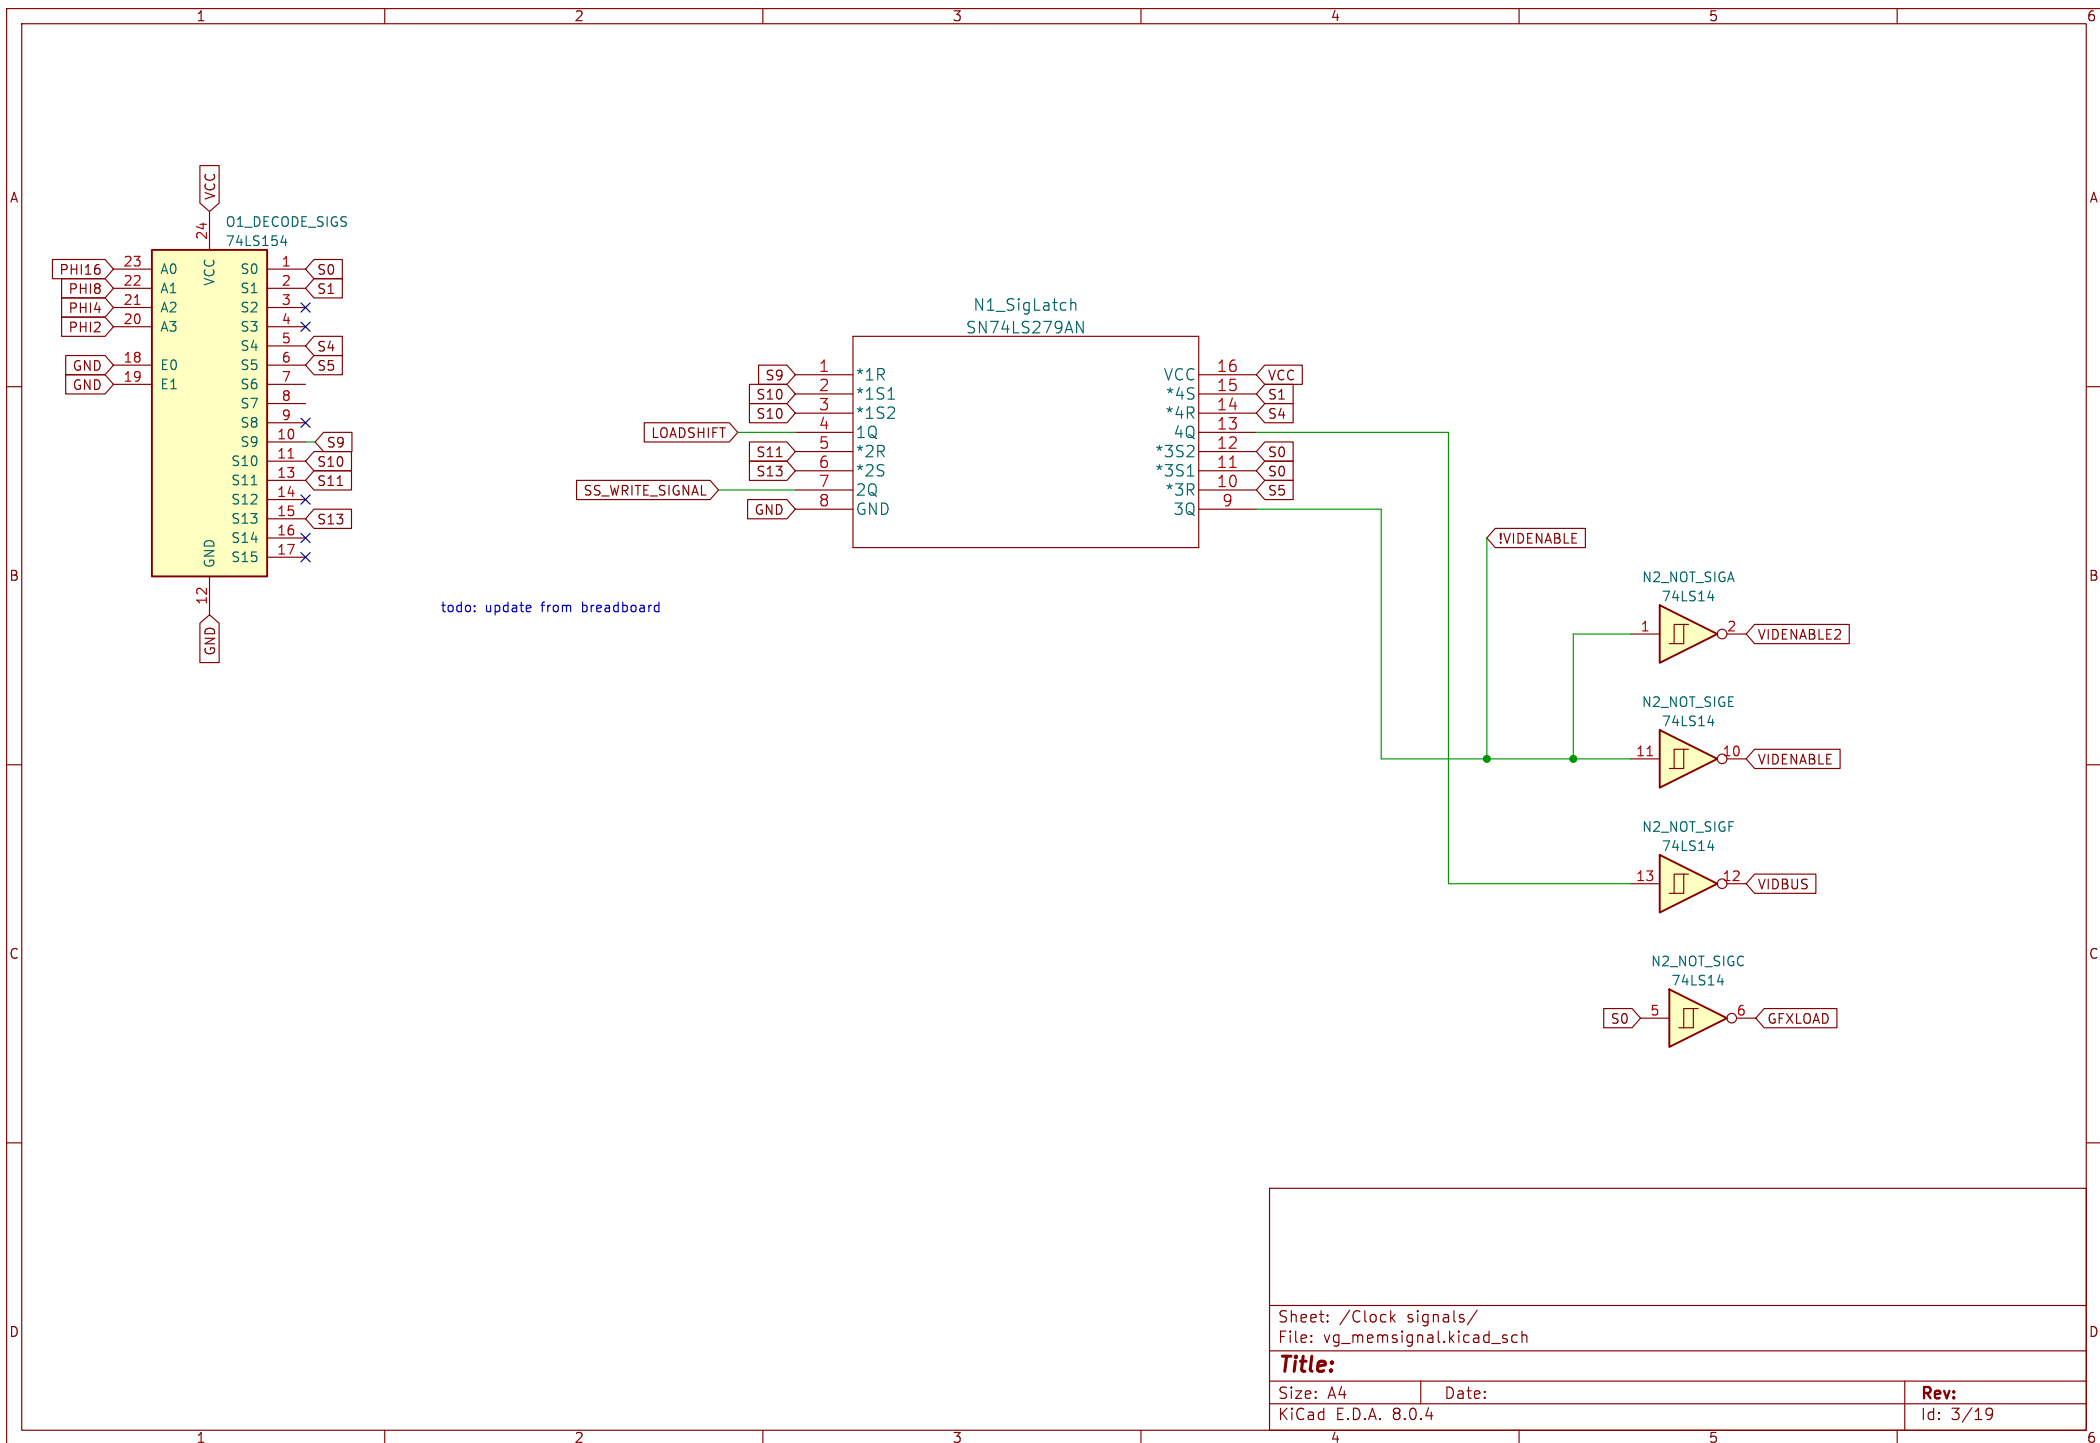 1 2 3 4 5 6
A
B
C
D
A
B
C
D
1 2 3 4 5 6
VCC
24
O1_DECODE_SIGS
74LS154
VCC
GND
PHI16 23 A0
PHI8 22 A1
PHI4 21 A2
PHI2 20 A3
GND 18 E0
GND 19 E1
S0 1 S0
S1 2 S1
S2 3
S3 4
S4 5 S4
S5 6 S5
S6 7
S7 8
S8 9
S9 10 S9
S10 11 S10
S11 13 S11
S12 14
S13 15 S13
S14 16
S15 17
12
GND
todo: update from breadboard
N1_SigLatch
SN74LS279AN
S9 1 *1R
S10 2 *1S1
S10 3 *1S2
LOADSHIFT 4 1Q
S11 5 *2R
S13 6 *2S
SS_WRITE_SIGNAL 7 2Q
GND 8 GND
VCC 16 VCC
*4S 15 S1
*4R 14 S4
4Q 13
*3S2 12 S0
*3S1 11 S0
*3R 10 S5
3Q 9
!VIDENABLE
N2_NOT_SIGA
74LS14
1 2 VIDENABLE2
N2_NOT_SIGE
74LS14
11 10 VIDENABLE
N2_NOT_SIGF
74LS14
13 12 VIDBUS
N2_NOT_SIGC
74LS14
S0 5 6 GFXLOAD
Sheet: /Clock signals/
File: vg_memsignal.kicad_sch
Title:
Size: A4 Date: Rev:
KiCad E.D.A. 8.0.4 Id: 3/19